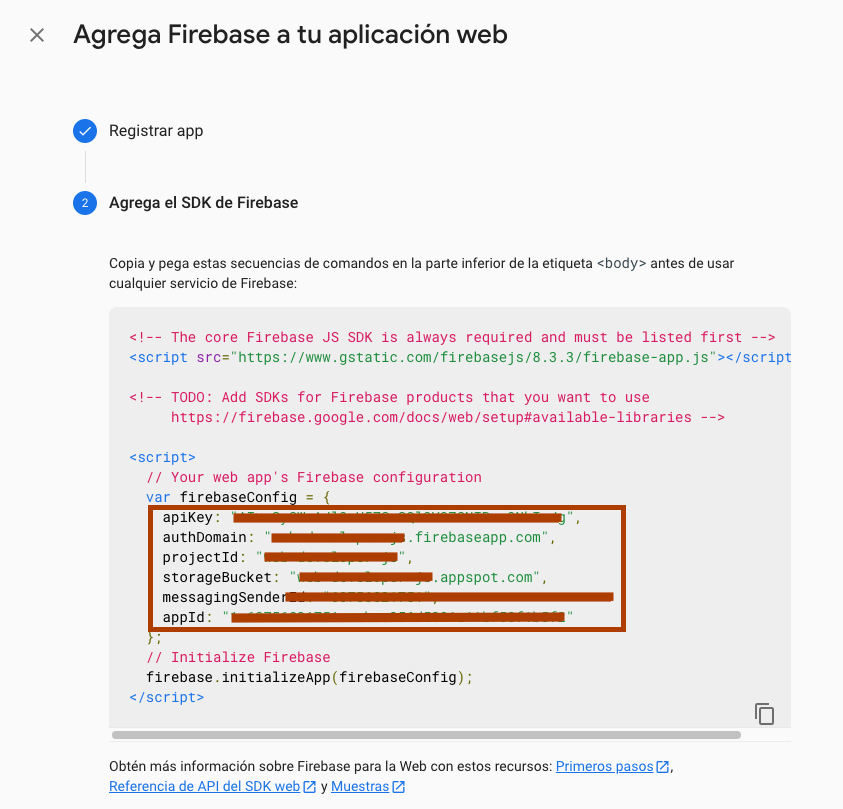 Agrega Firebase a tu aplicación web
Registrar app
2
Agrega el SDK de Firebase
Copia y pega estas secuencias de comandos en la parte inferior de la etiqueta <body> antes de usar
cualquier servicio de Firebase:
<!-- The core Firebase JS SDK is always required and must be listed first -->
<script src="https://www.gstatic.com/firebasejs/8.3.3/firebase-app.js"></script
<!-- TODO: Add SDKs for Firebase products that you want to use
https://firebase.google.com/docs/web/setup#available-libraries -->
<script>
// Your web app's Firebase configuration
var firebaseConfig = {
apiKey: "
authDomain: " .firebaseapp.com",
projectId: " ",
storageBucket: " .appspot.com",
messagingSender
appId: " "
};
// Initialize Firebase
firebase.initializeApp(firebaseConfig);
</script>
Obtén más información sobre Firebase para la Web con estos recursos: Primeros pasos,
Referencia de API del SDK web y Muestras